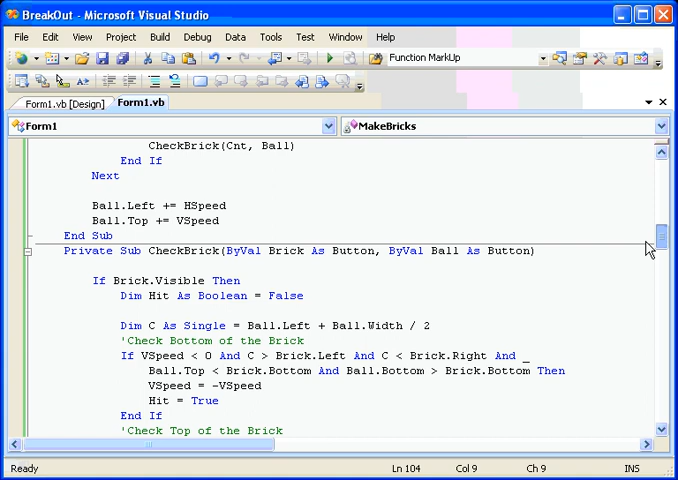 BreakOut - Microsoft Visual Studio
File Edit View Project Build Debug Data Tools Test Window Help
Function MarkUp
Form1.vb [Design] Form1.vb
Form1 MakeBricks
CheckBrick(Cnt, Ball)
End If
Next
Ball.Left += HSpeed
Ball.Top += VSpeed
End Sub
Private Sub CheckBrick(ByVal Brick As Button, ByVal Ball As Button)
If Brick.Visible Then
Dim Hit As Boolean = False
Dim C As Single = Ball.Left + Ball.Width / 2
'Check Bottom of the Brick
If VSpeed < 0 And C > Brick.Left And C < Brick.Right And _
Ball.Top < Brick.Bottom And Ball.Bottom > Brick.Bottom Then
VSpeed = -VSpeed
Hit = True
End If
'Check Top of the Brick
Ready Ln 104 Col 9 Ch 9 INS